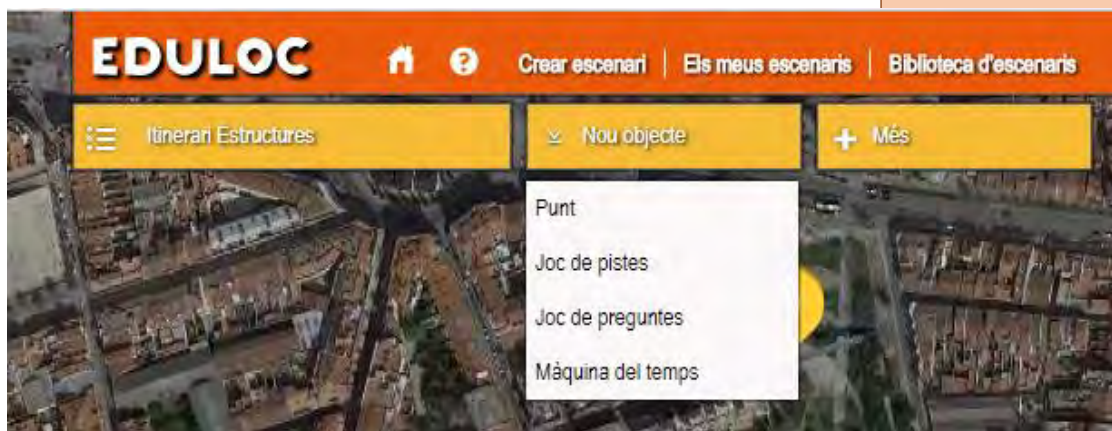 EDULOC ? Crear escenari | Els meus escenaris | Biblioteca d'escenaris
Itinerari Estructures Nou objecte + Més
Punt
Joc de pistes
Joc de preguntes
Màquina del temps